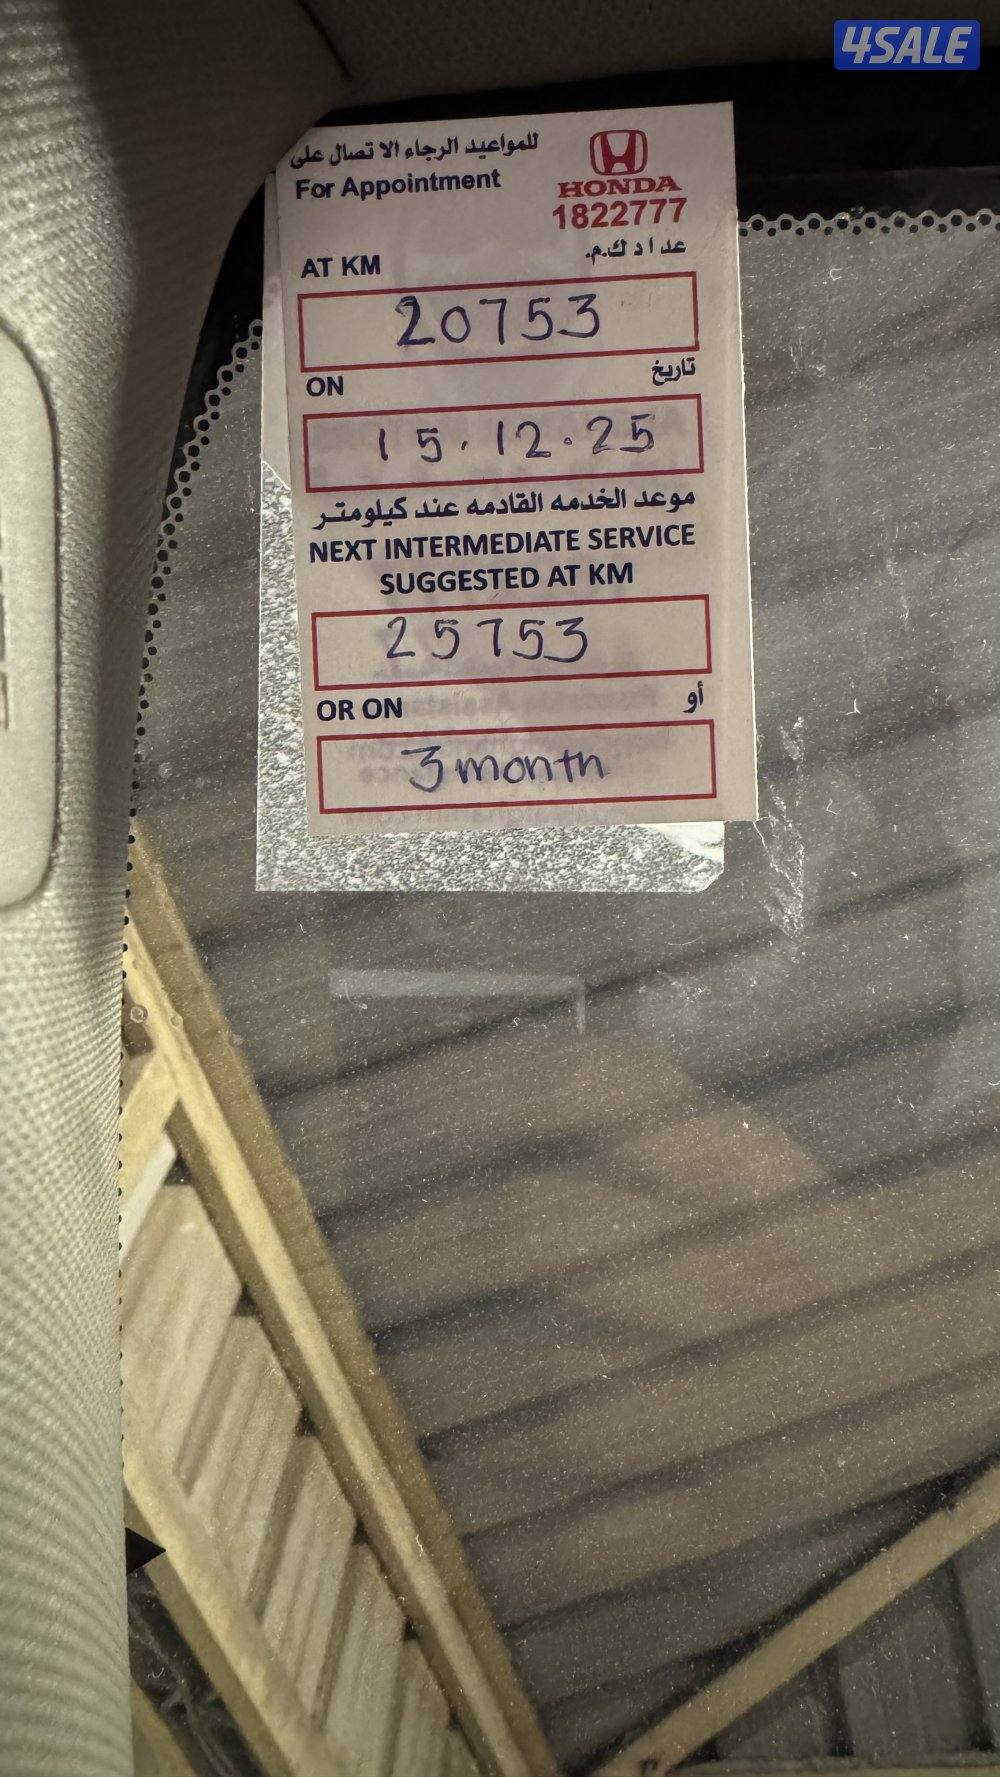 4SALE
للمواعيد الرجاء الا تصال على
For Appointment
HONDA
1822777
AT KM
عدا د ك.م.
20753
ON
تاريخ
15.12.25
موعد الخدمه القادمه عند كيلومتر
NEXT INTERMEDIATE SERVICE
SUGGESTED AT KM
25753
OR ON
أو
3 month